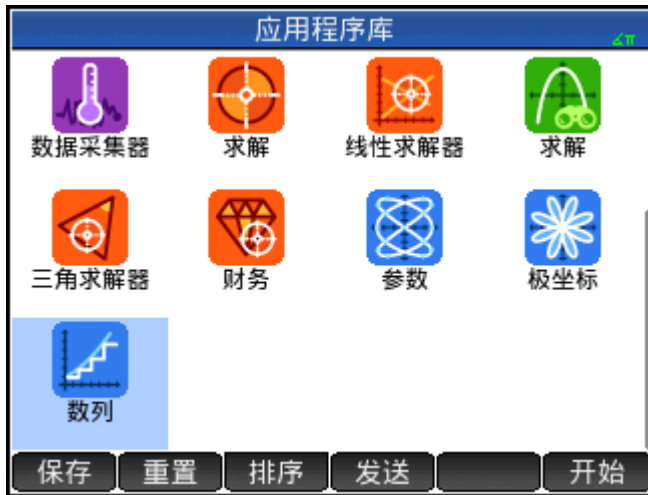 应用程序库
∡π
数据采集器 求解 线性求解器 求解
三角求解器 财务 参数 极坐标
数列
保存 重置 排序 发送 开始